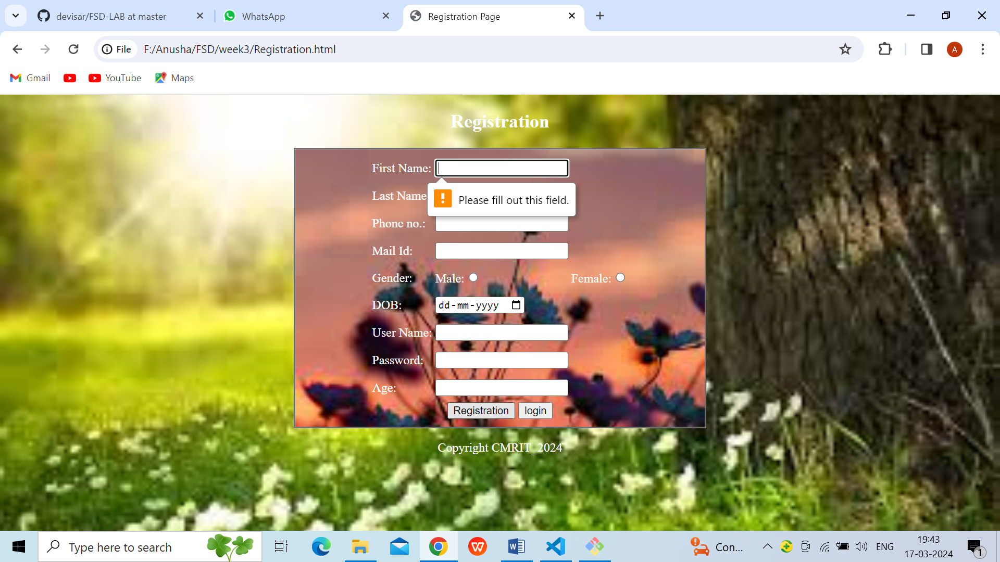 devisar/FSD-LAB at master
WhatsApp
Registration Page
File
F:/Anusha/FSD/week3/Registration.html
A
Gmail
YouTube
Maps
Registration
First Name:
Last Name
Please fill out this field.
Phone no.:
Mail Id:
Gender: Male: Female:
DOB: dd-mm-yyyy
User Name:
Password:
Age:
Registration login
Copyright CMRIT_2024
Type here to search
Con...
ENG
19:43
17-03-2024
1